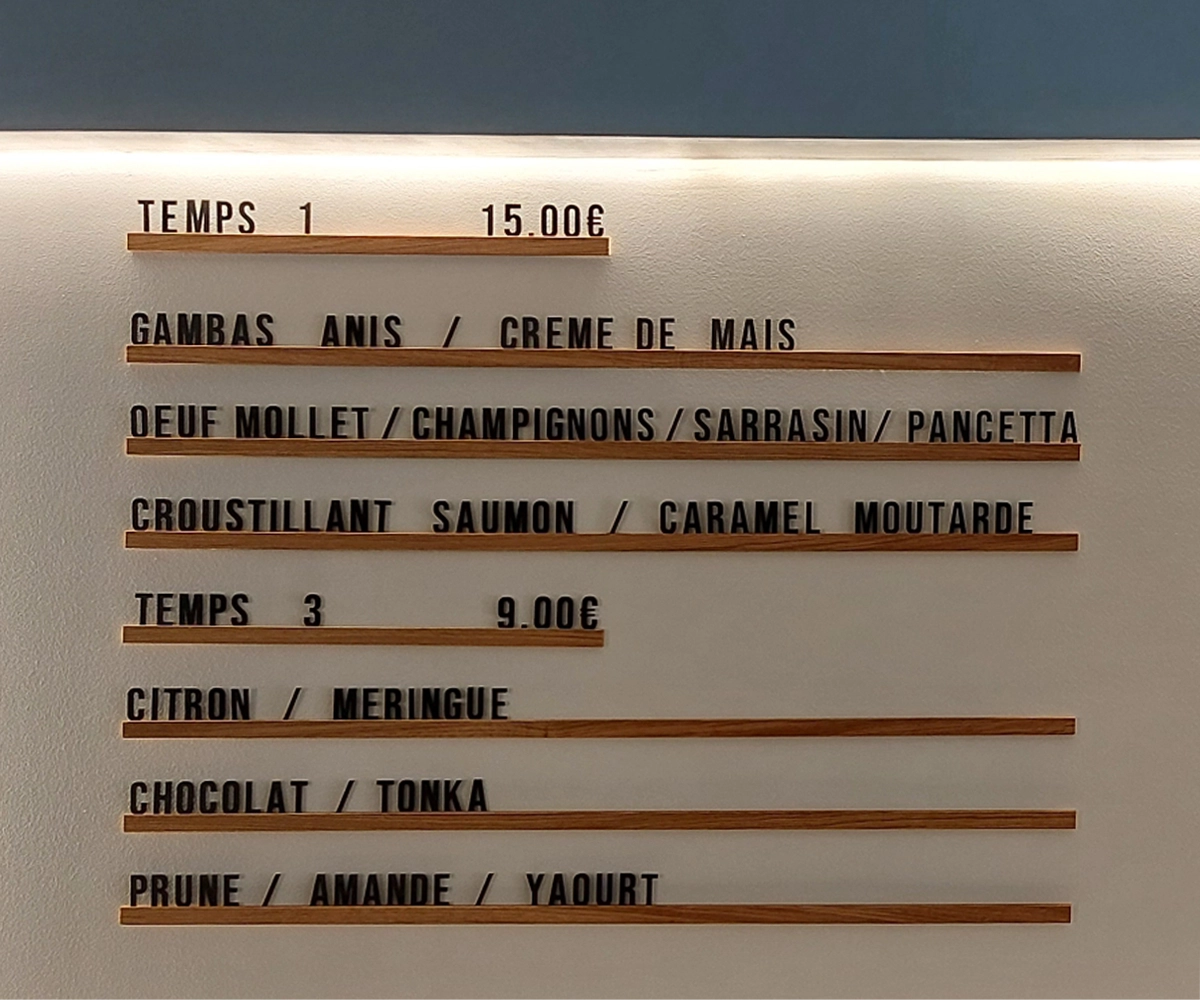 TEMPS 1 15.00€
GAMBAS ANIS / CREME DE MAIS
OEUF MOLLET / CHAMPIGNONS / SARRASIN / PANCETTA
CROUSTILLANT SAUMON / CARAMEL MOUTARDE
TEMPS 3 9.00€
CITRON / MERINGUE
CHOCOLAT / TONKA
PRUNE / AMANDE / YAOURT